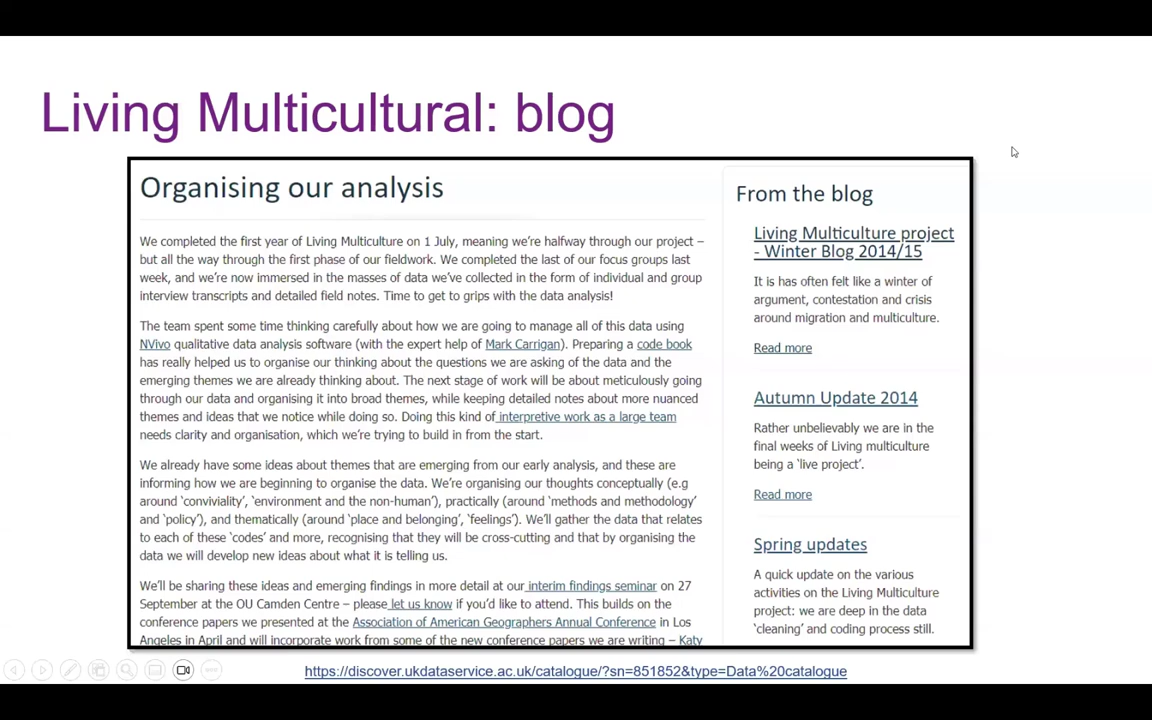 Living Multicultural: blog
Organising our analysis
We completed the first year of Living Multiculture on 1 July, meaning we're halfway through our project –
but all the way through the first phase of our fieldwork. We completed the last of our focus groups last
week, and we're now immersed in the masses of data we've collected in the form of individual and group
interview transcripts and detailed field notes. Time to get to grips with the data analysis!
The team spent some time thinking carefully about how we are going to manage all of this data using
NVivo qualitative data analysis software (with the expert help of Mark Carrigan). Preparing a code book
has really helped us to organise our thinking about the questions we are asking of the data and the
emerging themes we are already thinking about. The next stage of work will be about meticulously going
through our data and organising it into broad themes, while keeping detailed notes about more nuanced
themes and ideas that we notice while doing so. Doing this kind of interpretive work as a large team
needs clarity and organisation, which we're trying to build in from the start.
We already have some ideas about themes that are emerging from our early analysis, and these are
informing how we are beginning to organise the data. We're organising our thoughts conceptually (e.g
around 'conviviality', 'environment and the non-human'), practically (around 'methods and methodology'
and 'policy'), and thematically (around 'place and belonging', 'feelings'). We'll gather the data that relates
to each of these 'codes' and more, recognising that they will be cross-cutting and that by organising the
data we will develop new ideas about what it is telling us.
We'll be sharing these ideas and emerging findings in more detail at our interim findings seminar on 27
September at the OU Camden Centre – please let us know if you'd like to attend. This builds on the
conference papers we presented at the Association of American Geographers Annual Conference in Los
Angeles in April and will incorporate work from some of the new conference papers we are writing – Katy
From the blog
Living Multiculture project
- Winter Blog 2014/15
It is has often felt like a winter of
argument, contestation and crisis
around migration and multiculture.
Read more
Autumn Update 2014
Rather unbelievably we are in the
final weeks of Living multiculture
being a 'live project'.
Read more
Spring updates
A quick update on the various
activities on the Living Multiculture
project: we are deep in the data
'cleaning' and coding process still.
https://discover.ukdataservice.ac.uk/catalogue/?sn=851852&type=Data%20catalogue